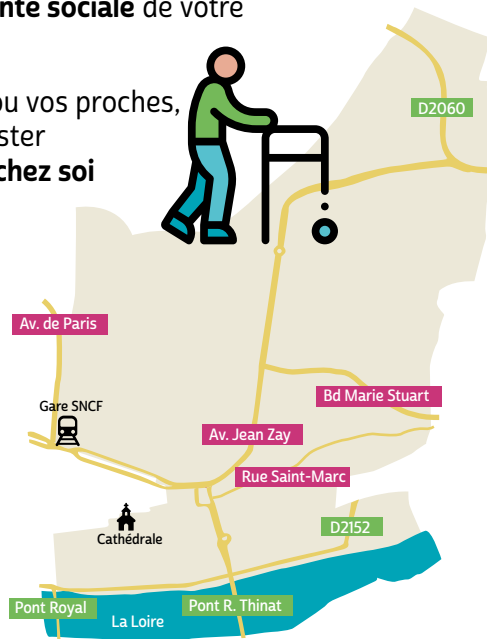 nte sociale de votre
ou vos proches,
ster
chez soi
D2060
Av. de Paris
Bd Marie Stuart
Gare SNCF
Av. Jean Zay
Rue Saint-Marc
D2152
Cathédrale
Pont Royal
Pont R. Thinat
La Loire